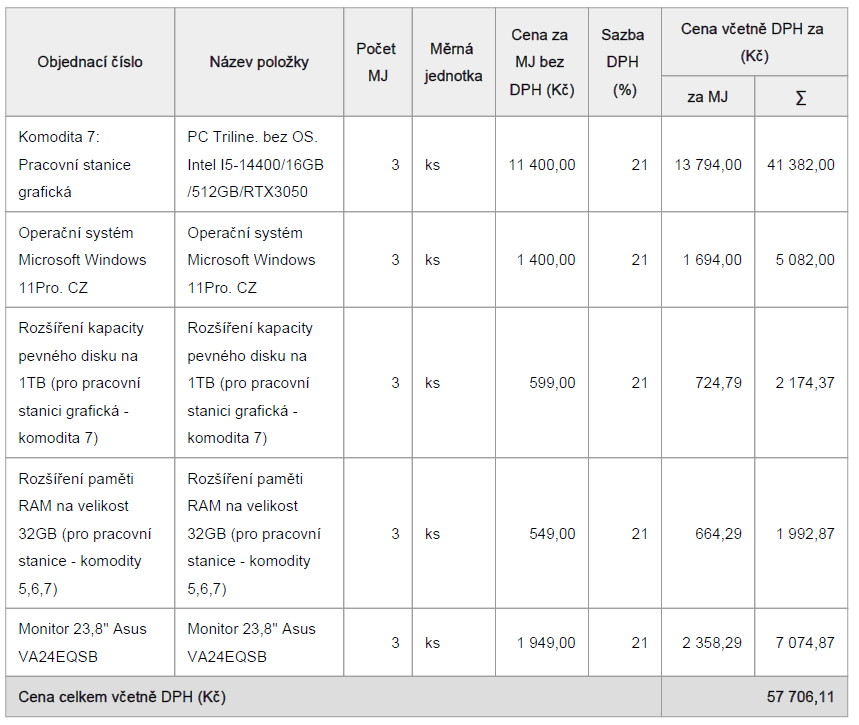 Objednací číslo
Název položky
Počet
MJ
Měrná
jednotka
Cena za
MJ bez
DPH (Kč)
Sazba
DPH
(%)
Cena včetně DPH za
(Kč)
za MJ
∑
Komodita 7:
Pracovní stanice
grafická
PC Triline. bez OS.
Intel I5-14400/16GB
/512GB/RTX3050
3
ks
11 400,00
21
13 794,00
41 382,00
Operační systém
Microsoft Windows
11Pro. CZ
Operační systém
Microsoft Windows
11Pro. CZ
3
ks
1 400,00
21
1 694,00
5 082,00
Rozšíření kapacity
pevného disku na
1TB (pro pracovní
stanici grafická -
komodita 7)
Rozšíření kapacity
pevného disku na
1TB (pro pracovní
stanici grafická -
komodita 7)
3
ks
599,00
21
724,79
2 174,37
Rozšíření paměti
RAM na velikost
32GB (pro pracovní
stanice - komodity
5,6,7)
Rozšíření paměti
RAM na velikost
32GB (pro pracovní
stanice - komodity
5,6,7)
3
ks
549,00
21
664,29
1 992,87
Monitor 23,8" Asus
VA24EQSB
Monitor 23,8" Asus
VA24EQSB
3
ks
1 949,00
21
2 358,29
7 074,87
Cena celkem včetně DPH (Kč)
57 706,11